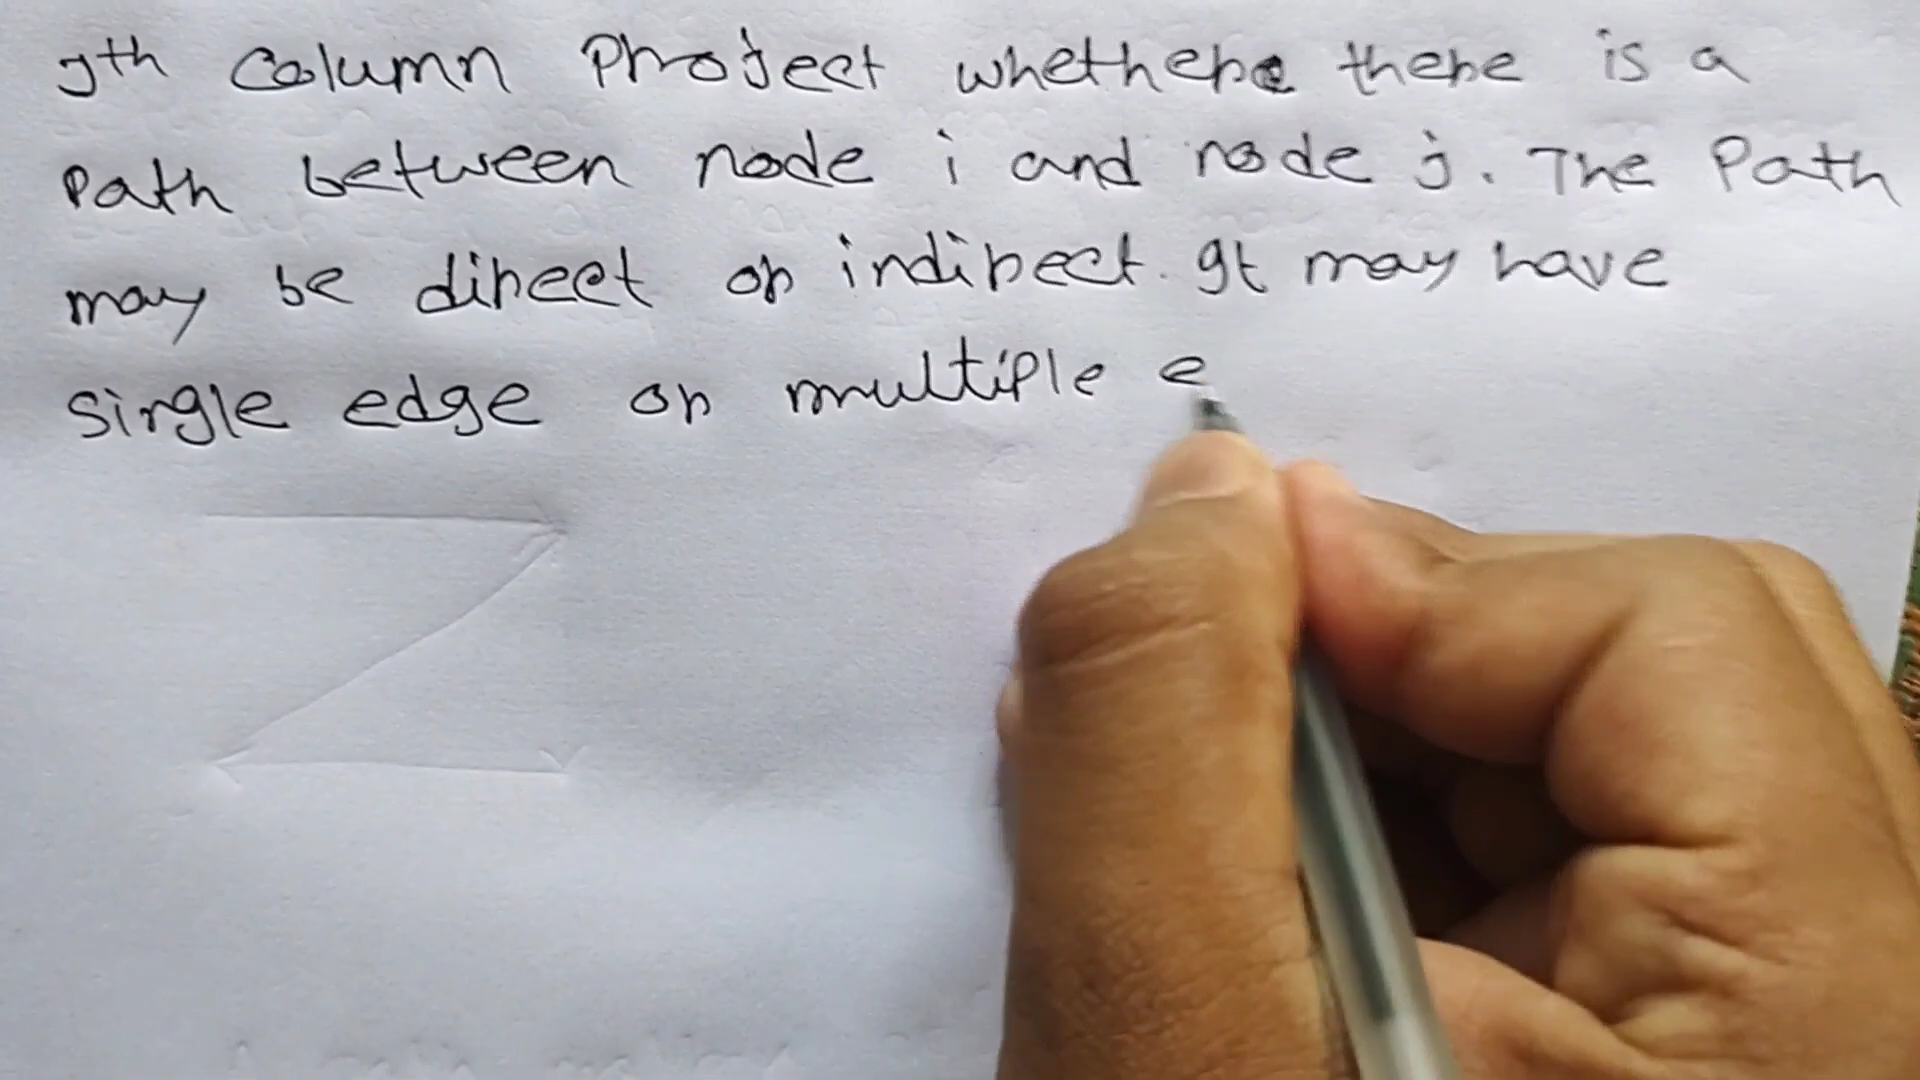 jth column Project whethere there is a
Path between node i and node j. The Path
may be direct or indirect. It may have
single edge or multiple e